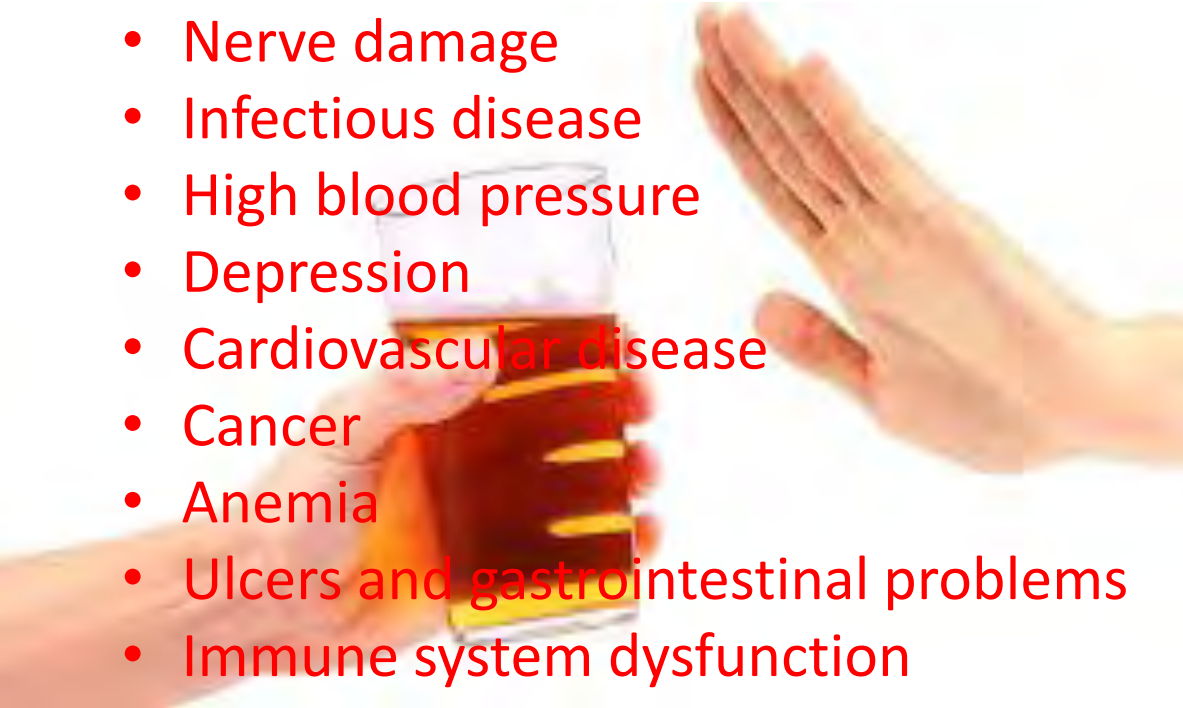 • Nerve damage
• Infectious disease
• High blood pressure
• Depression
• Cardiovascular disease
• Cancer
• Anemia
• Ulcers and gastrointestinal problems
• Immune system dysfunction